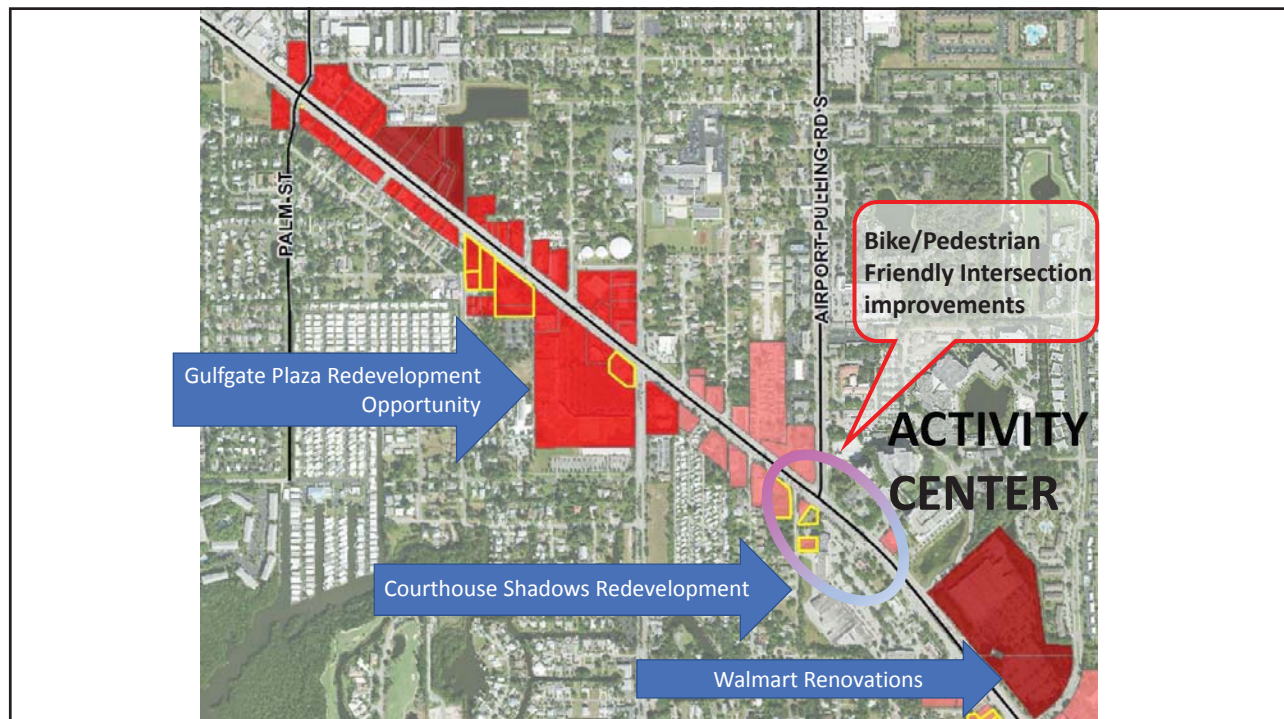 PALM ST
AIRPORT PULLING RD S
Bike/Pedestrian
Friendly Intersection
improvements
Gulfgate Plaza Redevelopment
Opportunity
ACTIVITY
CENTER
Courthouse Shadows Redevelopment
Walmart Renovations